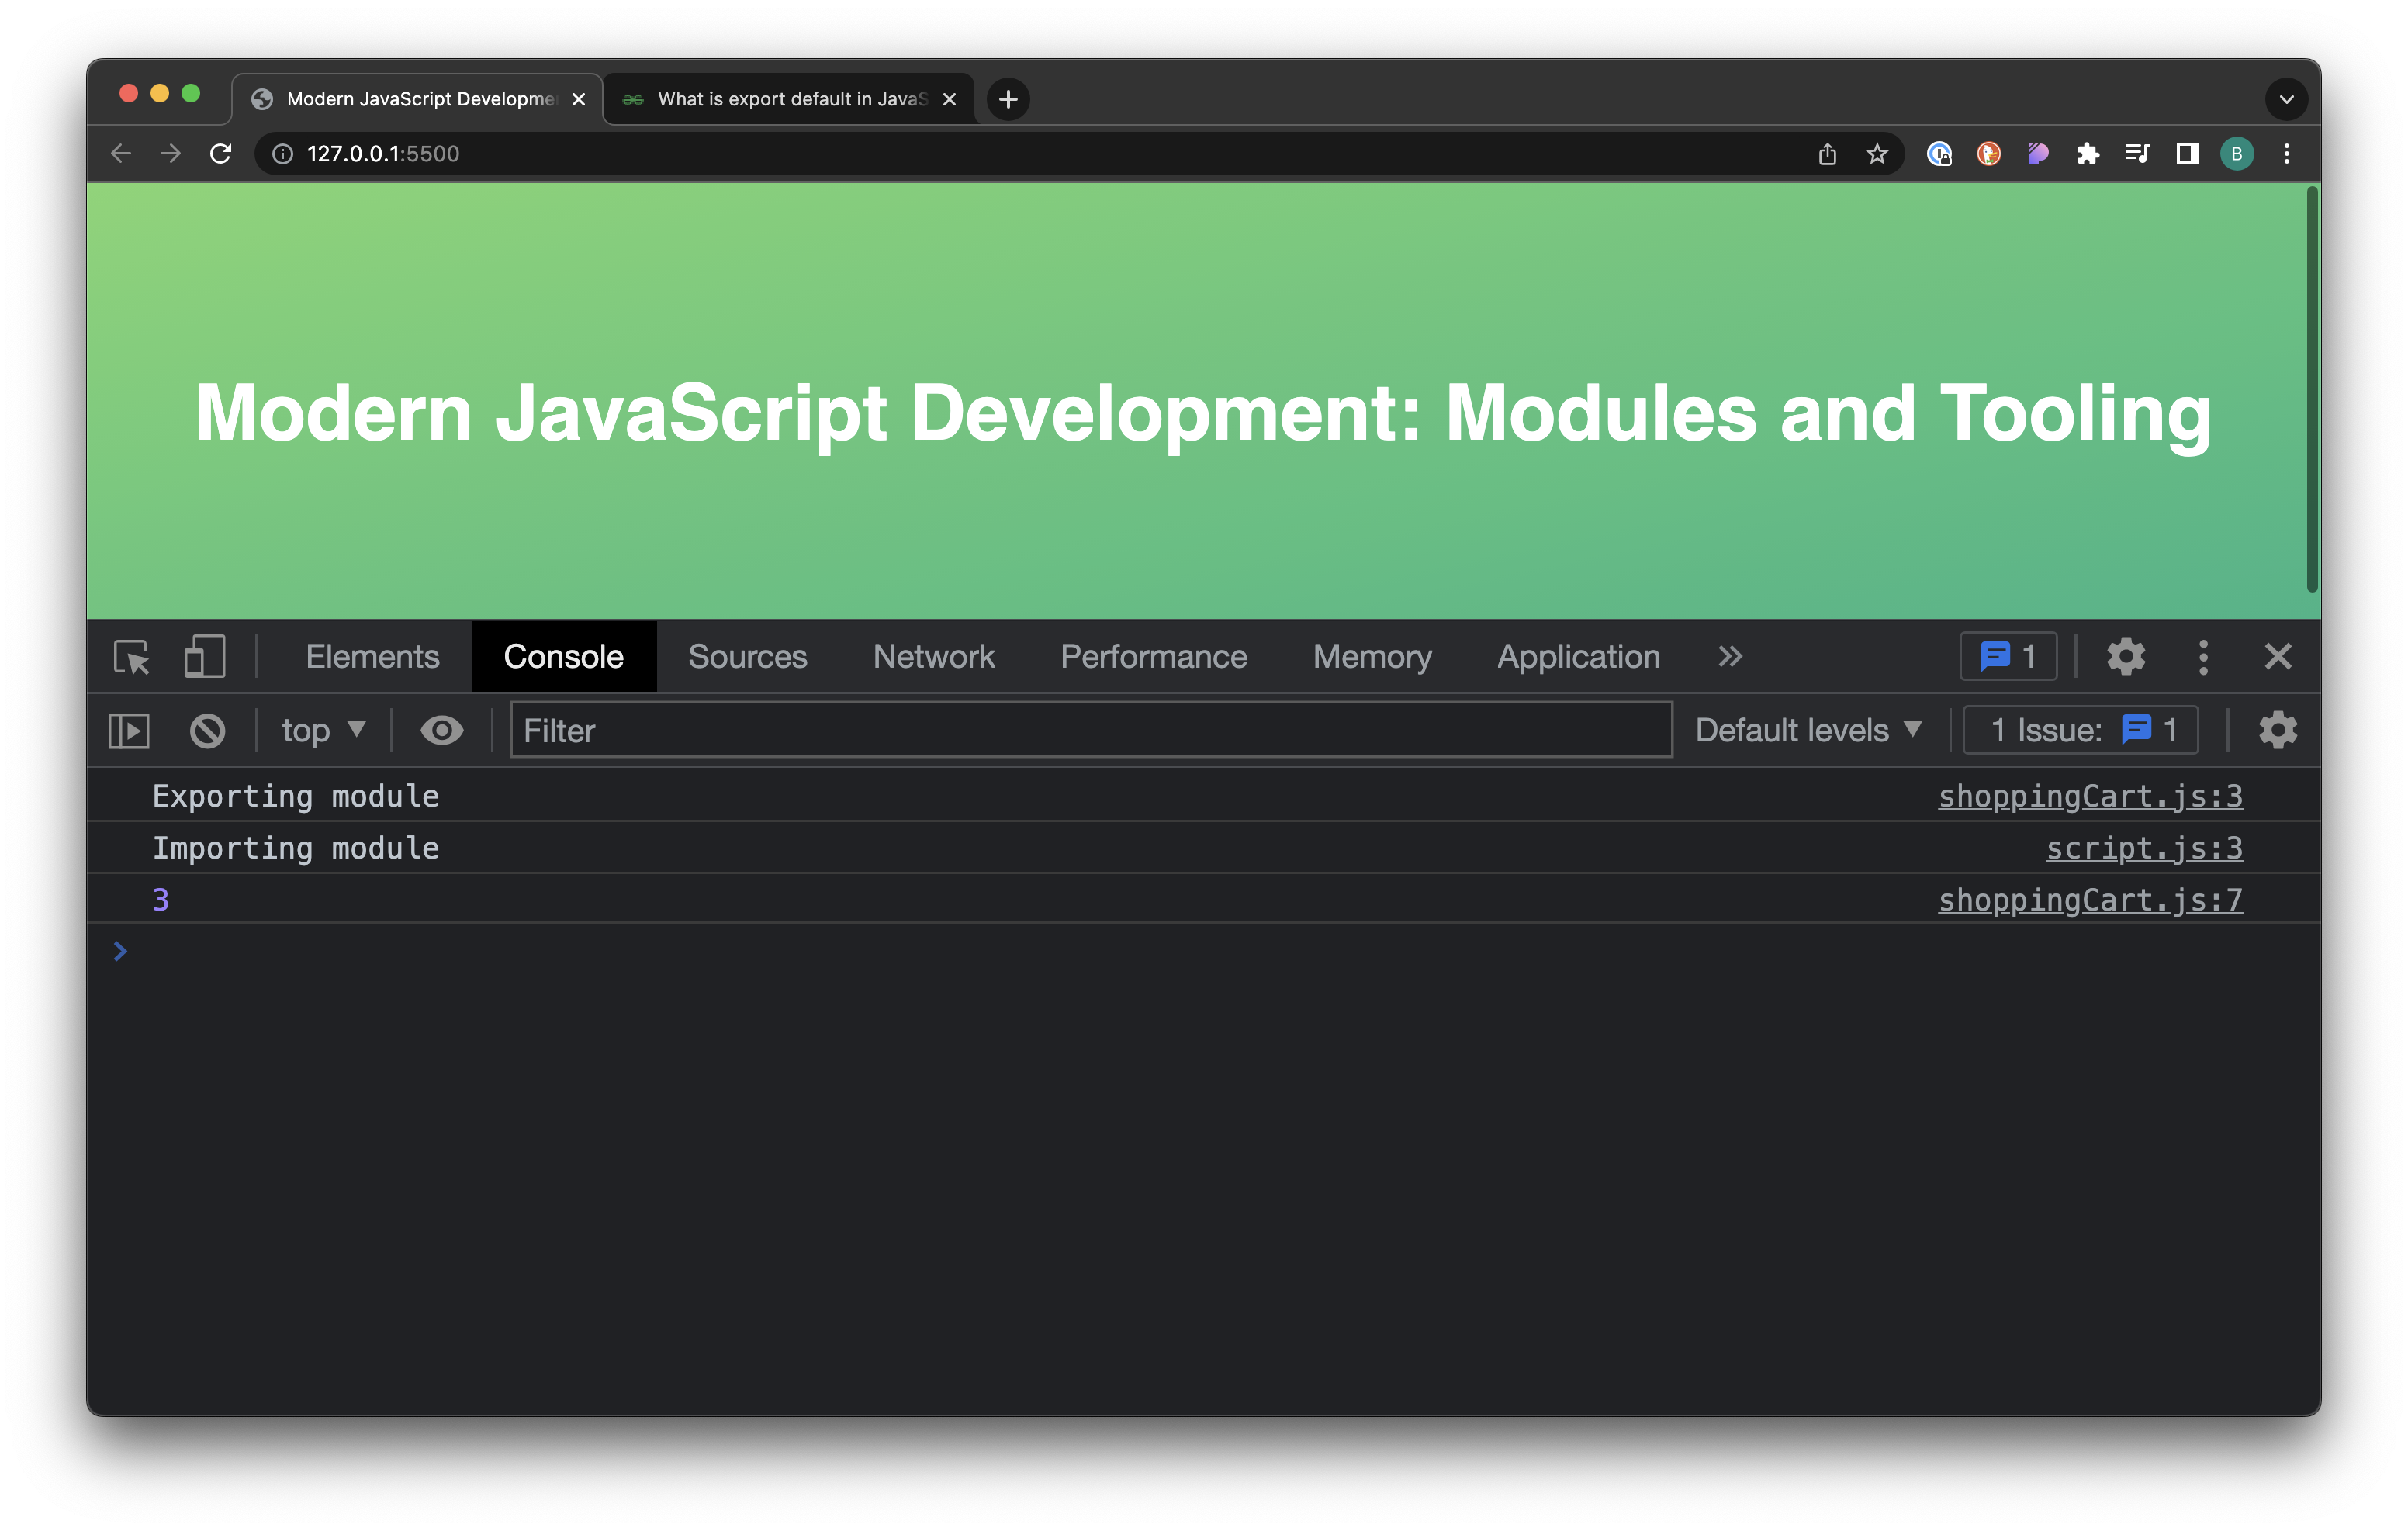 Modern JavaScript Developme
What is export default in JavaS
127.0.0.1:5500
B
Modern JavaScript Development: Modules and Tooling
Elements Console Sources Network Performance Memory Application 1
top Filter Default levels 1 Issue: 1
Exporting module shoppingCart.js:3
Importing module script.js:3
3 shoppingCart.js:7